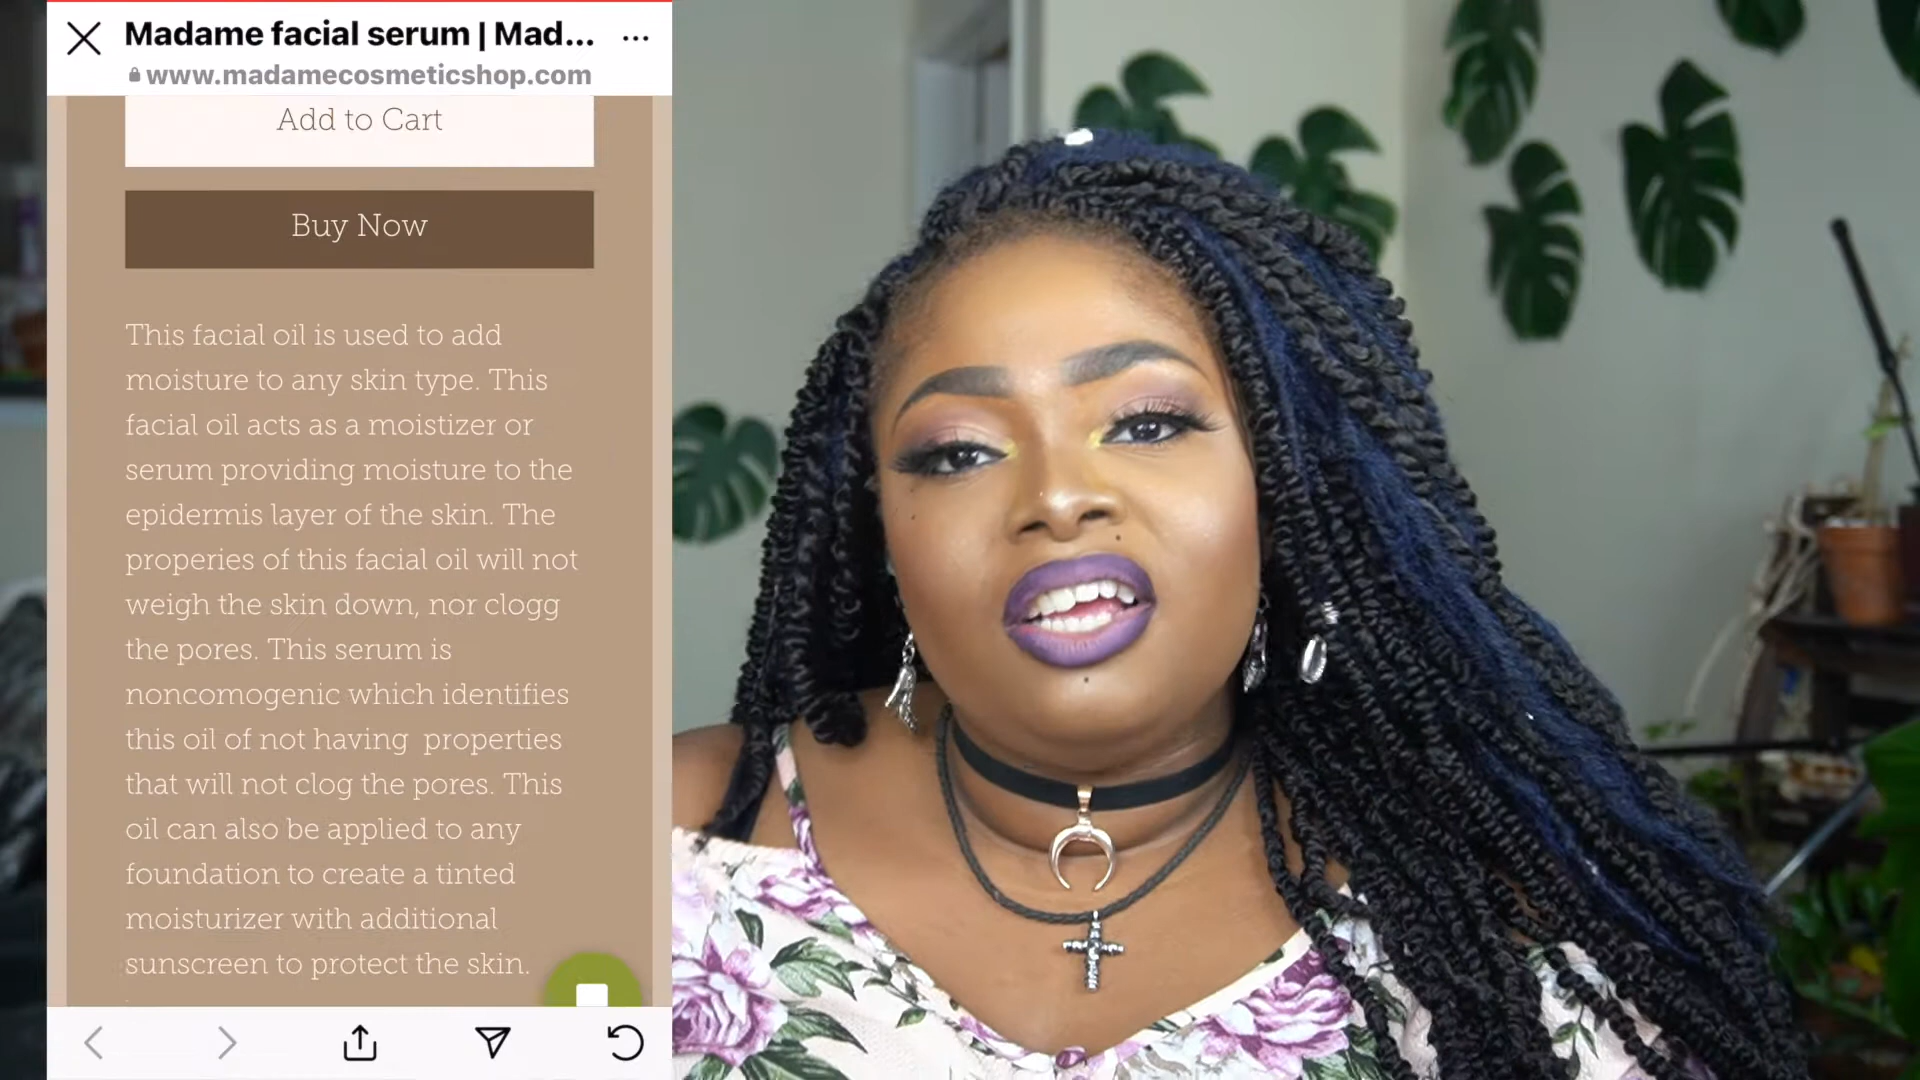 Madame facial serum | Mad...
www.madamecosmeticshop.com
Add to Cart
Buy Now
This facial oil is used to add
moisture to any skin type. This
facial oil acts as a moistizer or
serum providing moisture to the
epidermis layer of the skin. The
properies of this facial oil will not
weigh the skin down, nor clogg
the pores. This serum is
noncomogenic which identifies
this oil of not having properties
that will not clog the pores. This
oil can also be applied to any
foundation to create a tinted
moisturizer with additional
sunscreen to protect the skin.